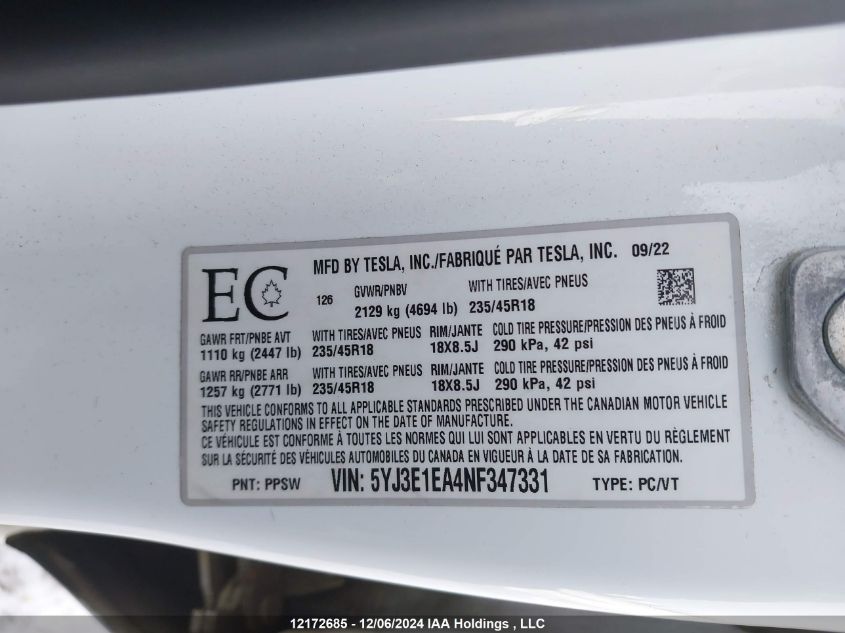 EC
MFD BY TESLA, INC./FABRIQUÉ PAR TESLA, INC. 09/22
126
GVWR/PNBV WITH TIRES/AVEC PNEUS
2129 kg (4694 lb) 235/45R18
GAWR FRT/PNBE AVT WITH TIRES/AVEC PNEUS RIM/JANTE COLD TIRE PRESSURE/PRESSION DES PNEUS À FROID
1110 kg (2447 lb) 235/45R18 18X8.5J 290 kPa, 42 psi
GAWR RR/PNBE ARR WITH TIRES/AVEC PNEUS RIM/JANTE COLD TIRE PRESSURE/PRESSION DES PNEUS À FROID
1257 kg (2771 lb) 235/45R18 18X8.5J 290 kPa, 42 psi
THIS VEHICLE CONFORMS TO ALL APPLICABLE STANDARDS PRESCRIBED UNDER THE CANADIAN MOTOR VEHICLE
SAFETY REGULATIONS IN EFFECT ON THE DATE OF MANUFACTURE.
CE VÉHICULE EST CONFORME À TOUTES LES NORMES QUI LUI SONT APPLICABLES EN VERTU DU RÈGLEMENT
SUR LA SÉCURITÉ DES VÉHICULES AUTOMOBILES DU CANADA EN VIGUEUR À LA DATE DE SA FABRICATION.
PNT: PPSW VIN: 5YJ3E1EA4NF347331 TYPE: PC/VT
12172685 - 12/06/2024 IAA Holdings , LLC